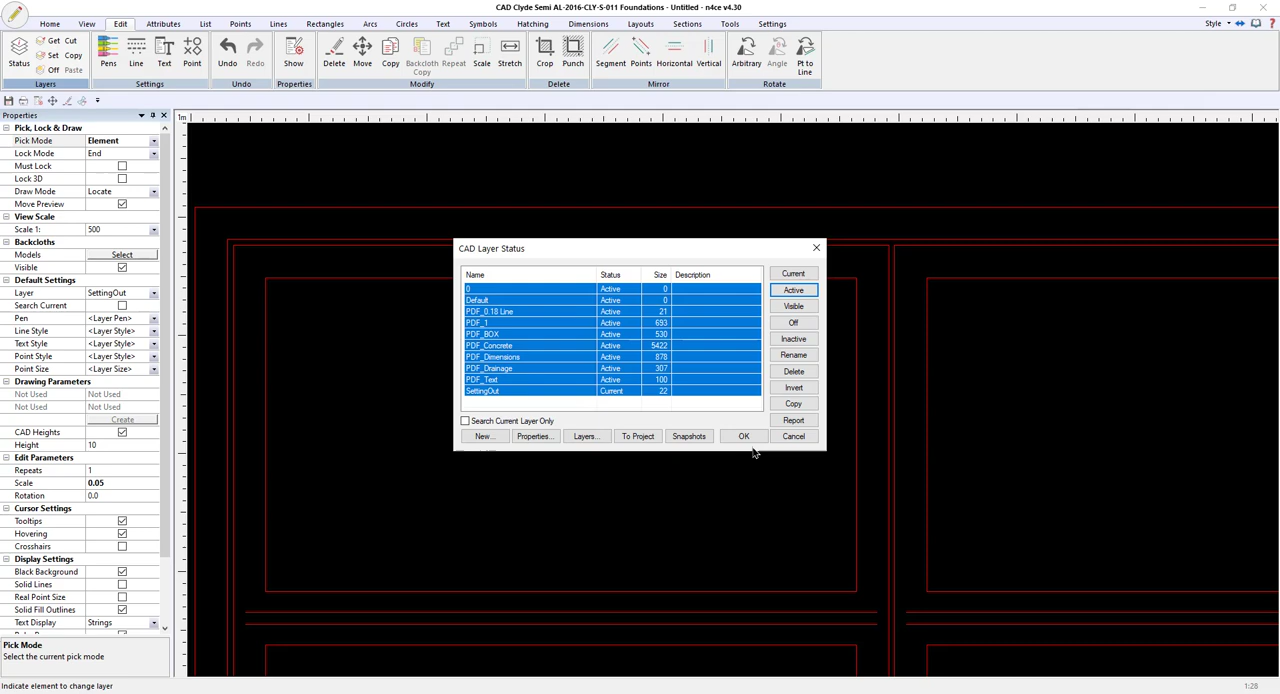 CAD Clyde Semi AL-2016-CLY-S-011 Foundations - Untitled - n4ce v4.30
Home View Edit Attributes List Points Lines Rectangles Arcs Circles Text Symbols Hatching Dimensions Layouts Sections Tools Settings Style
Get Cut
Set Copy
Off Paste
Status Pens Line Text Point Undo Redo Show Delete Move Copy Backcloth Copy Repeat Scale Stretch Crop Punch Segment Points Horizontal Vertical Arbitrary Angle Pt to Line
Layers Settings Undo Properties Modify Delete Mirror Rotate
Properties
1m
Pick, Lock & Draw
Pick Mode Element
Lock Mode End
Must Lock
Lock 3D
Draw Mode Locate
Move Preview
View Scale
Scale 1: 500
Backcloths
Models Select
Visible
Default Settings
Layer SettingOut
Search Current
Pen <Layer Pen>
Line Style <Layer Style>
Text Style <Layer Style>
Point Style <Layer Style>
Point Size <Layer Size>
Drawing Parameters
Not Used Not Used
Not Used Not Used
Create
CAD Heights
Height 10
Edit Parameters
Repeats 1
Scale 0.05
Rotation 0.0
Cursor Settings
Tooltips
Hovering
Crosshairs
Display Settings
Black Background
Solid Lines
Real Point Size
Solid Fill Outlines
Text Display Strings
Pick Mode
Select the current pick mode
CAD Layer Status
Name Status Size Description
0 Active 0
Default Active 0
PDF_0.18 Line Active 21
PDF_1 Active 693
PDF_BOX Active 530
PDF_Concrete Active 5422
PDF_Dimensions Active 878
PDF_Drainage Active 307
PDF_Text Active 100
SettingOut Current 22
Current
Active
Visible
Off
Inactive
Rename
Delete
Invert
Copy
Report
Search Current Layer Only
New... Properties... Layers... To Project Snapshots OK Cancel
Indicate element to change layer
1:28